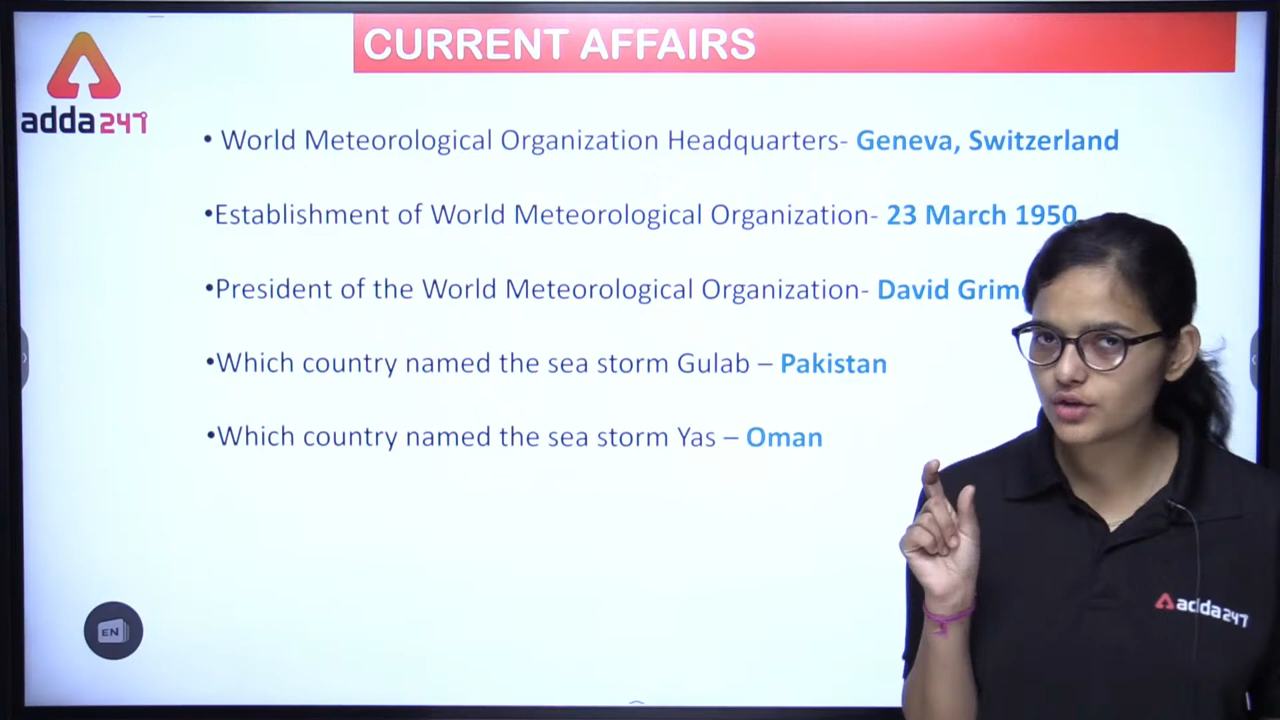 CURRENT AFFAIRS
adda247
• World Meteorological Organization Headquarters- Geneva, Switzerland
•Establishment of World Meteorological Organization- 23 March 1950
•President of the World Meteorological Organization- David
•Which country named the sea storm Gulab – Pakistan
•Which country named the sea storm Yas – Oman
EN
adda247